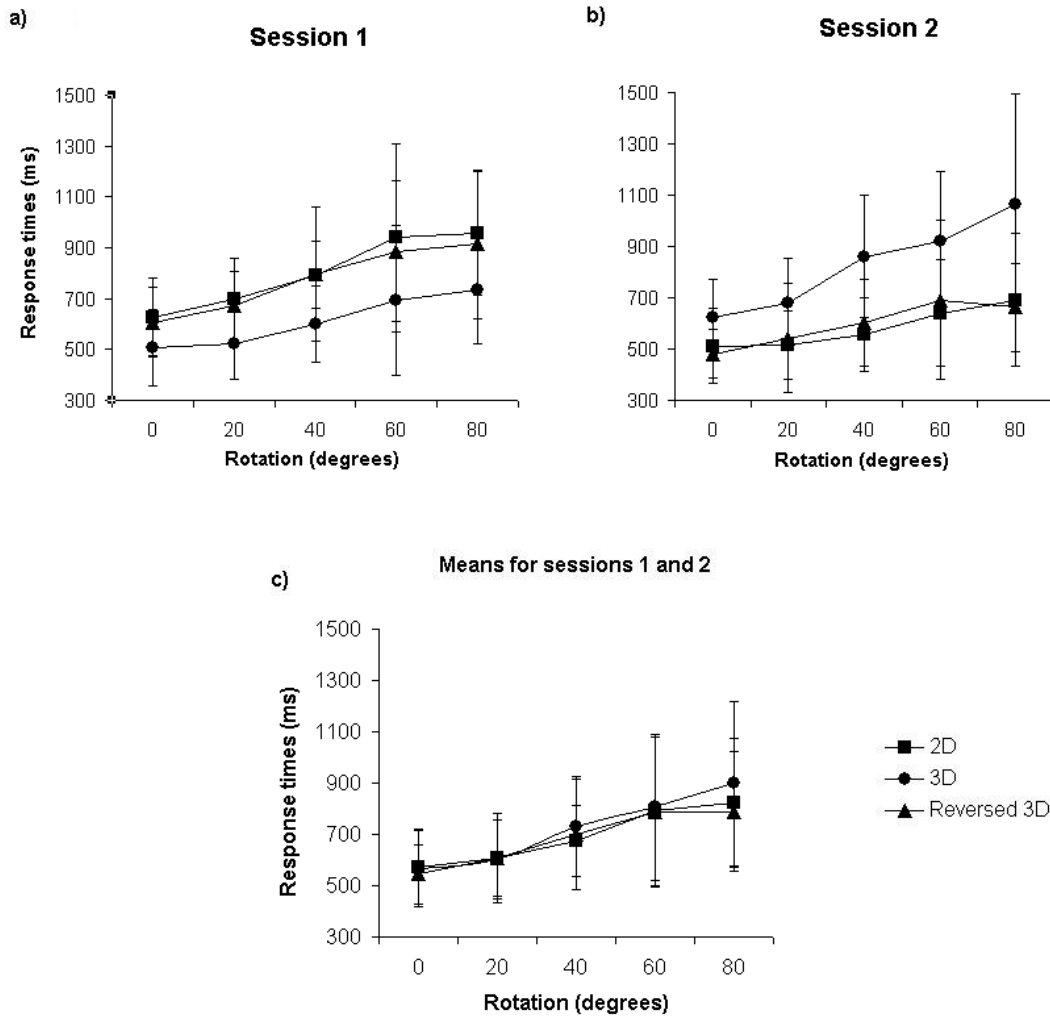 a)
Session 1
Response times (ms)
1500
1300
1100
900
700
500
300
0 20 40 60 80
Rotation (degrees)
b)
Session 2
1500
1300
1100
900
700
500
300
0 20 40 60 80
Rotation (degrees)
c)
Means for sessions 1 and 2
Response times (ms)
1500
1300
1100
900
700
500
300
0 20 40 60 80
Rotation (degrees)
2D
3D
Reversed 3D